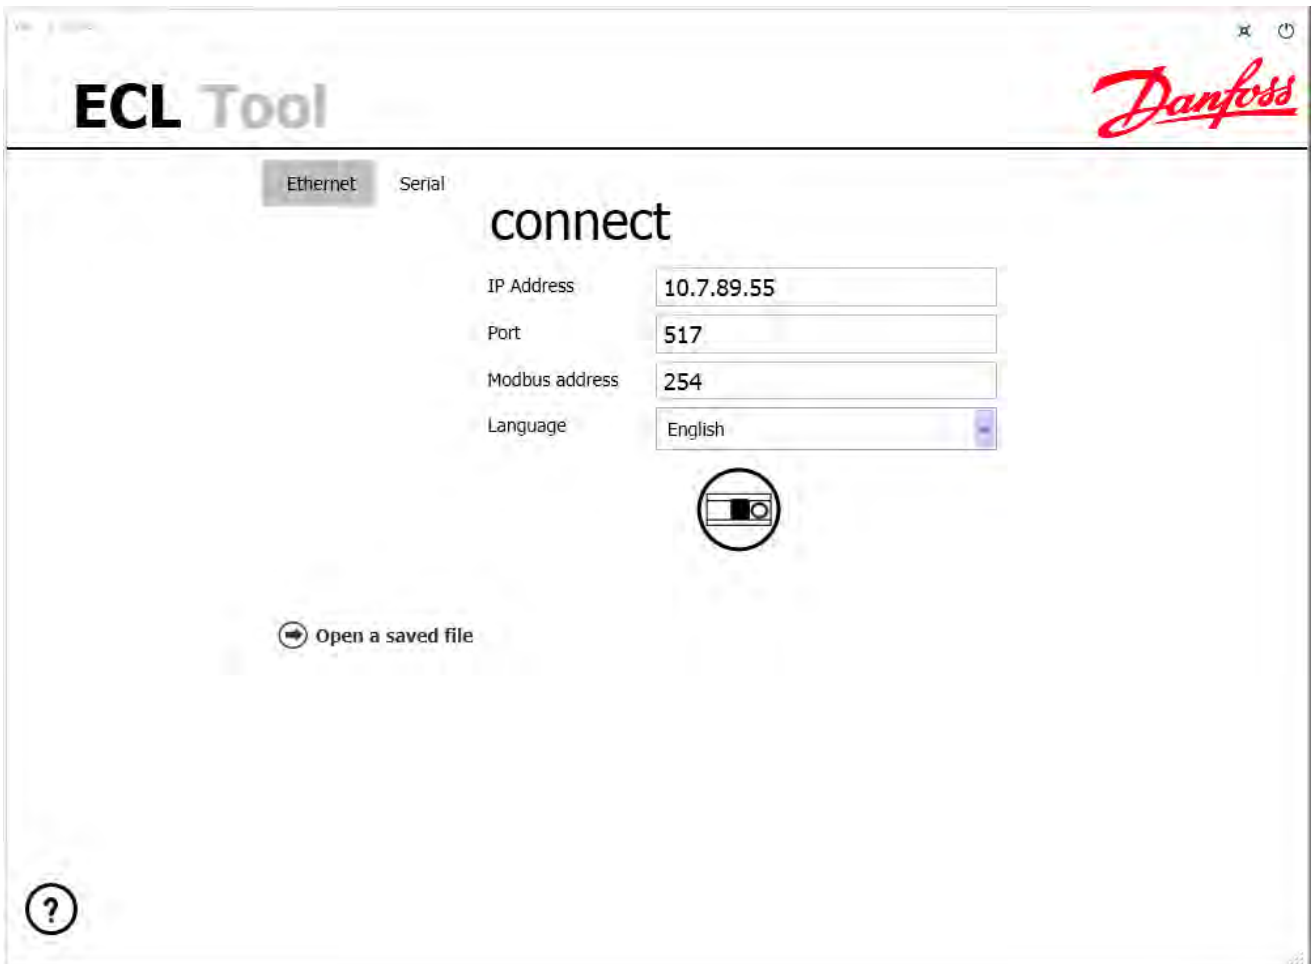 ECL Tool
Danfoss
Ethernet Serial
connect
IP Address 10.7.89.55
Port 517
Modbus address 254
Language English
Open a saved file
?